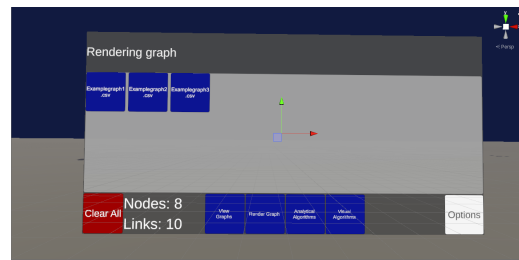 Rendering graph
Examplegraph1
.csv
Examplegraph2
.csv
Examplegraph3
.csv
Clear All
Nodes: 8
Links: 10
View
Graphs
Render Graph
Analytical
Algorithms
Visual
Algorithms
Options
y
Persp